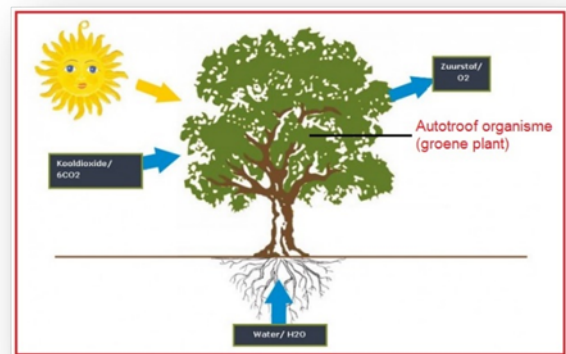 Zuurstof/
O2
Autotroof organisme
(groene plant)
Kooldioxide/
6CO2
Water/ H2O